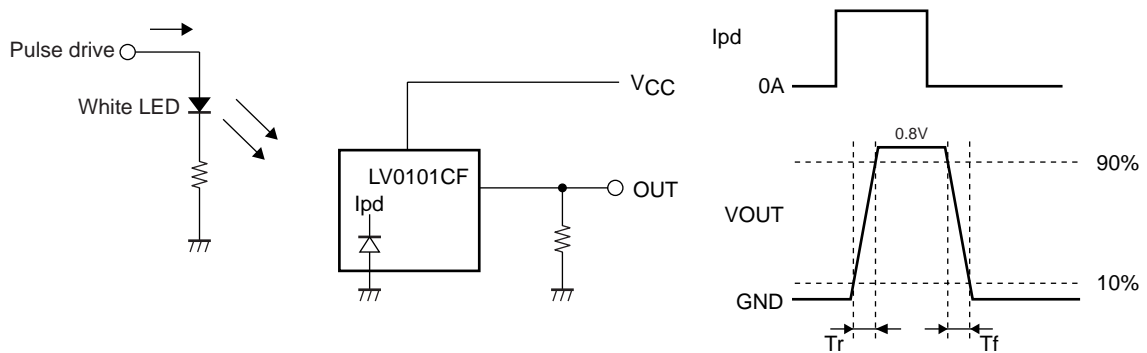 Pulse drive
White LED
VCC
LV0101CF
Ipd
OUT
Ipd
0A
0.8V
90%
VOUT
10%
GND
Tr
Tf